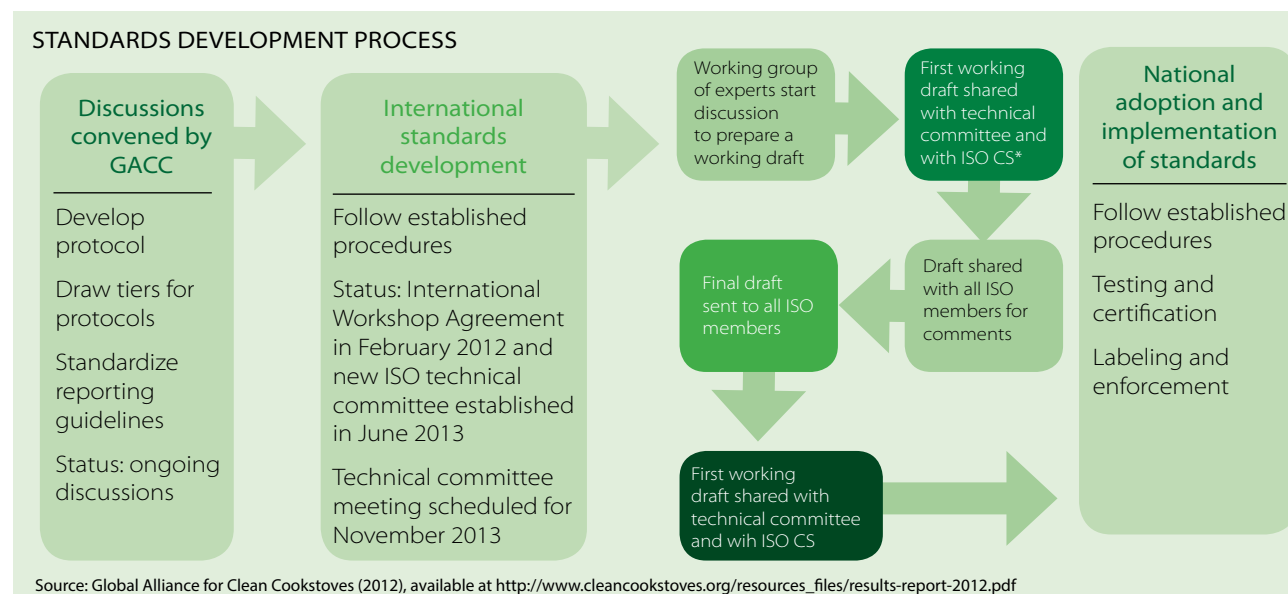 STANDARDS DEVELOPMENT PROCESS
Discussions
convened by
GACC
Develop
protocol
Draw tiers for
protocols
Standardize
reporting
guidelines
Status: ongoing
discussions
International
standards
development
Follow established
procedures
Status: International
Workshop Agreement
in February 2012 and
new ISO technical
committee established
in June 2013
Technical committee
meeting scheduled for
November 2013
Working group
of experts start
discussion
to prepare a
working draft
First working
draft shared
with technical
committee and
with ISO CS*
Draft shared
with all ISO
members for
comments
Final draft
sent to all ISO
members
First working
draft shared with
technical committee
and wih ISO CS
National
adoption and
implementation
of standards
Follow established
procedures
Testing and
certification
Labeling and
enforcement
Source: Global Alliance for Clean Cookstoves (2012), available at http://www.cleancookstoves.org/resources_files/results-report-2012.pdf